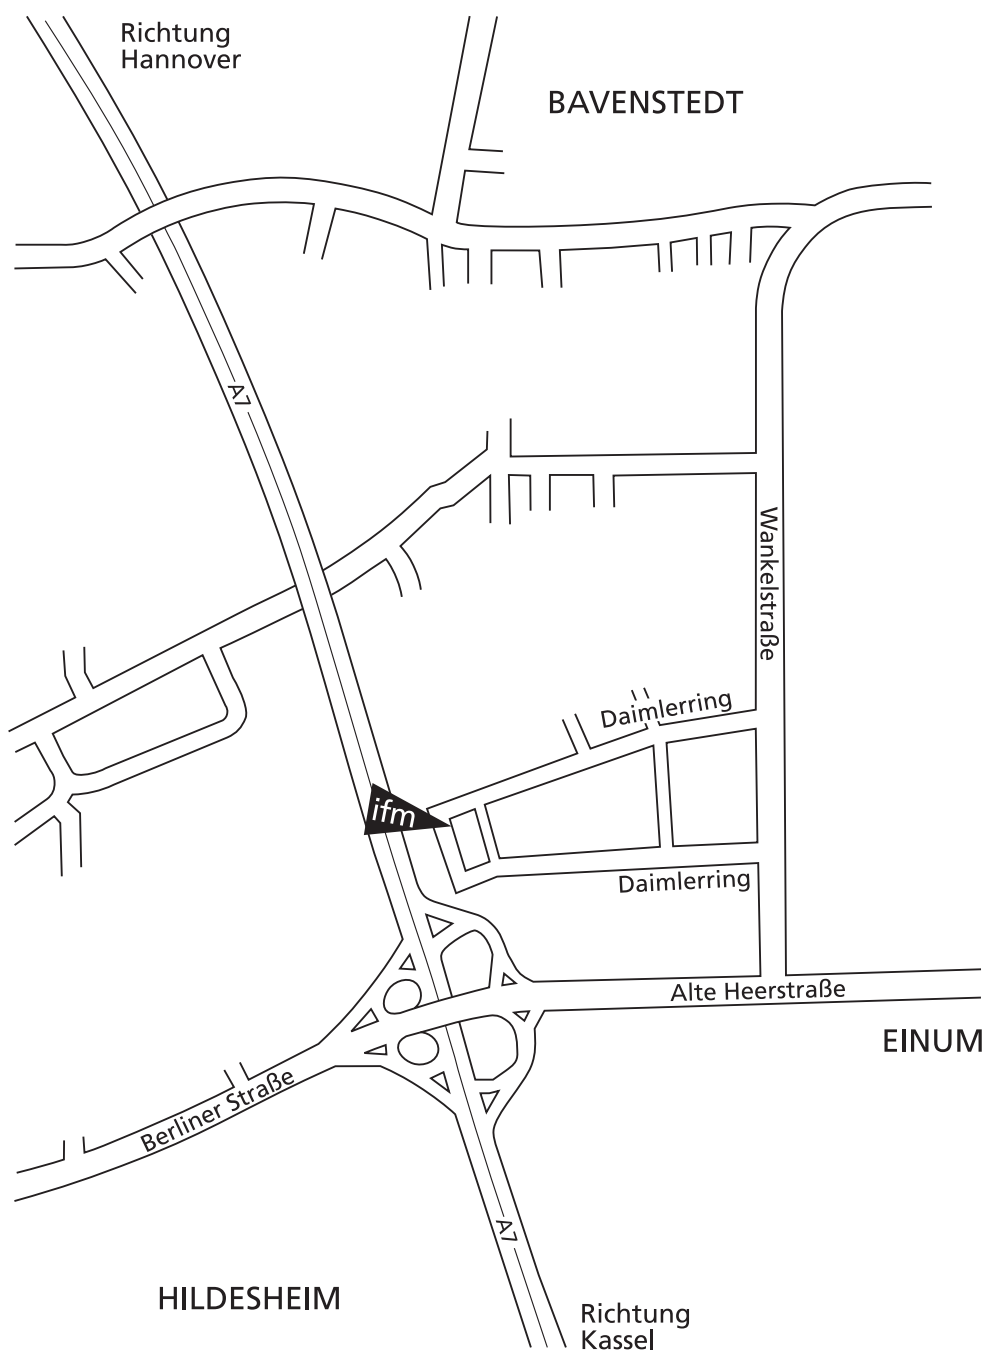 Richtung
Hannover
BAVENSTEDT
A7
Wankelstraße
Daimlerring
ifm
Daimlerring
Alte Heerstraße
EINUM
Berliner Straße
A7
HILDESHEIM
Richtung
Kassel